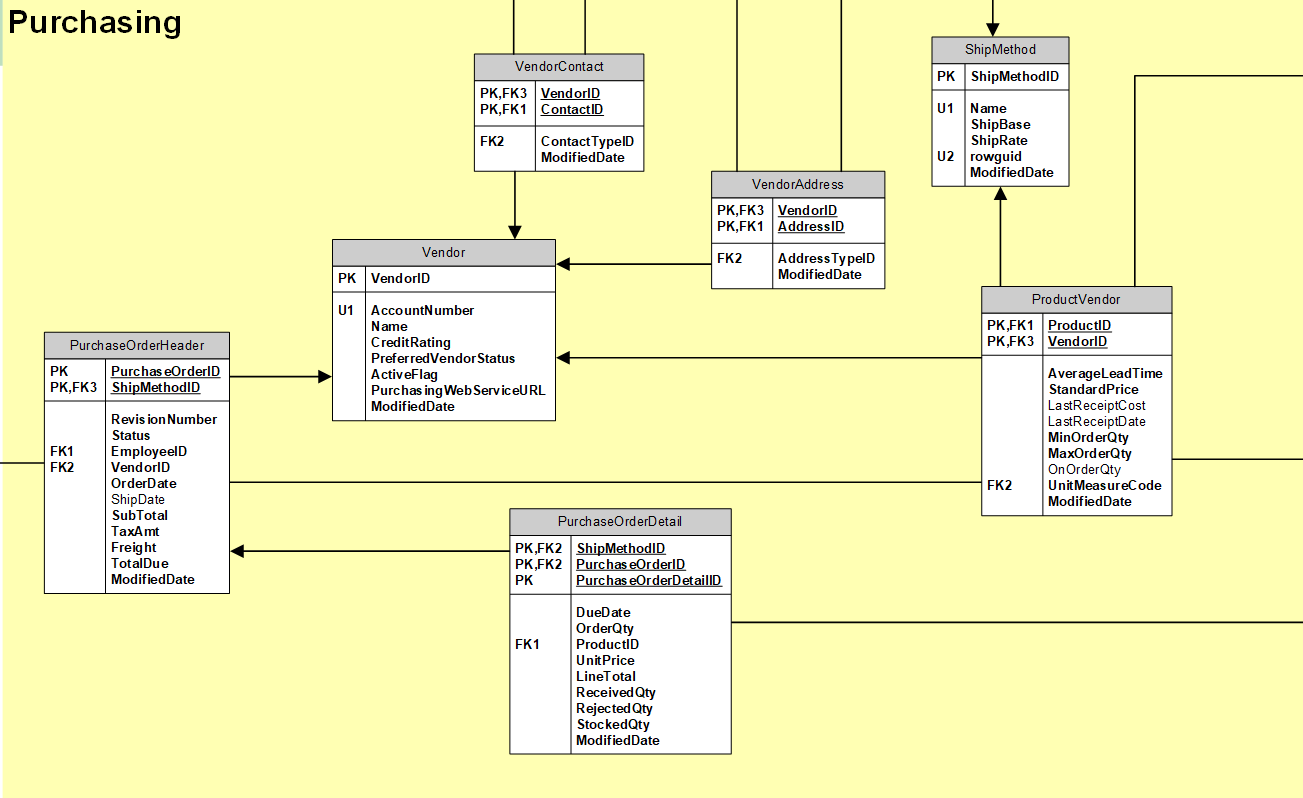 Purchasing
VendorContact
PK,FK3 VendorID
PK,FK1 ContactID
FK2 ContactTypeID
ModifiedDate
ShipMethod
PK ShipMethodID
U1 Name
ShipBase
ShipRate
U2 rowguid
ModifiedDate
VendorAddress
PK,FK3 VendorID
PK,FK1 AddressID
FK2 AddressTypeID
ModifiedDate
Vendor
PK VendorID
U1 AccountNumber
Name
CreditRating
PreferredVendorStatus
ActiveFlag
PurchasingWebServiceURL
ModifiedDate
ProductVendor
PK,FK1 ProductID
PK,FK3 VendorID
AverageLeadTime
StandardPrice
LastReceiptCost
LastReceiptDate
MinOrderQty
MaxOrderQty
OnOrderQty
FK2 UnitMeasureCode
ModifiedDate
PurchaseOrderHeader
PK PurchaseOrderID
PK,FK3 ShipMethodID
RevisionNumber
Status
FK1 EmployeeID
FK2 VendorID
OrderDate
ShipDate
SubTotal
TaxAmt
Freight
TotalDue
ModifiedDate
PurchaseOrderDetail
PK,FK2 ShipMethodID
PK,FK2 PurchaseOrderID
PK PurchaseOrderDetailID
DueDate
OrderQty
FK1 ProductID
UnitPrice
LineTotal
ReceivedQty
RejectedQty
StockedQty
ModifiedDate